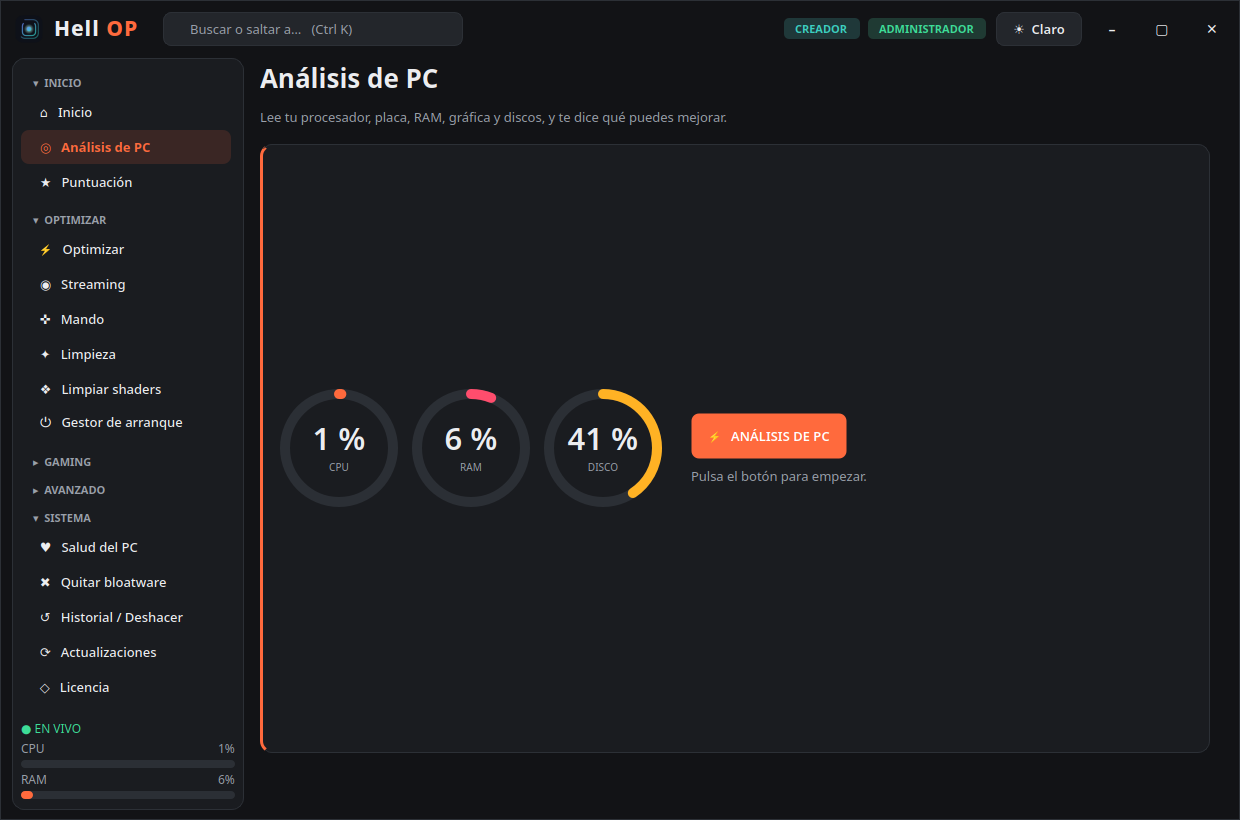 Hell OP
Buscar o saltar a... (Ctrl K)
CREADOR
ADMINISTRADOR
Claro
INICIO
Inicio
Análisis de PC
Puntuación
OPTIMIZAR
Optimizar
Streaming
Mando
Limpieza
Limpiar shaders
Gestor de arranque
GAMING
AVANZADO
SISTEMA
Salud del PC
Quitar bloatware
Historial / Deshacer
Actualizaciones
Licencia
EN VIVO
CPU 1%
RAM 6%
Análisis de PC
Lee tu procesador, placa, RAM, gráfica y discos, y te dice qué puedes mejorar.
1 %
CPU
6 %
RAM
41 %
DISCO
ANÁLISIS DE PC
Pulsa el botón para empezar.